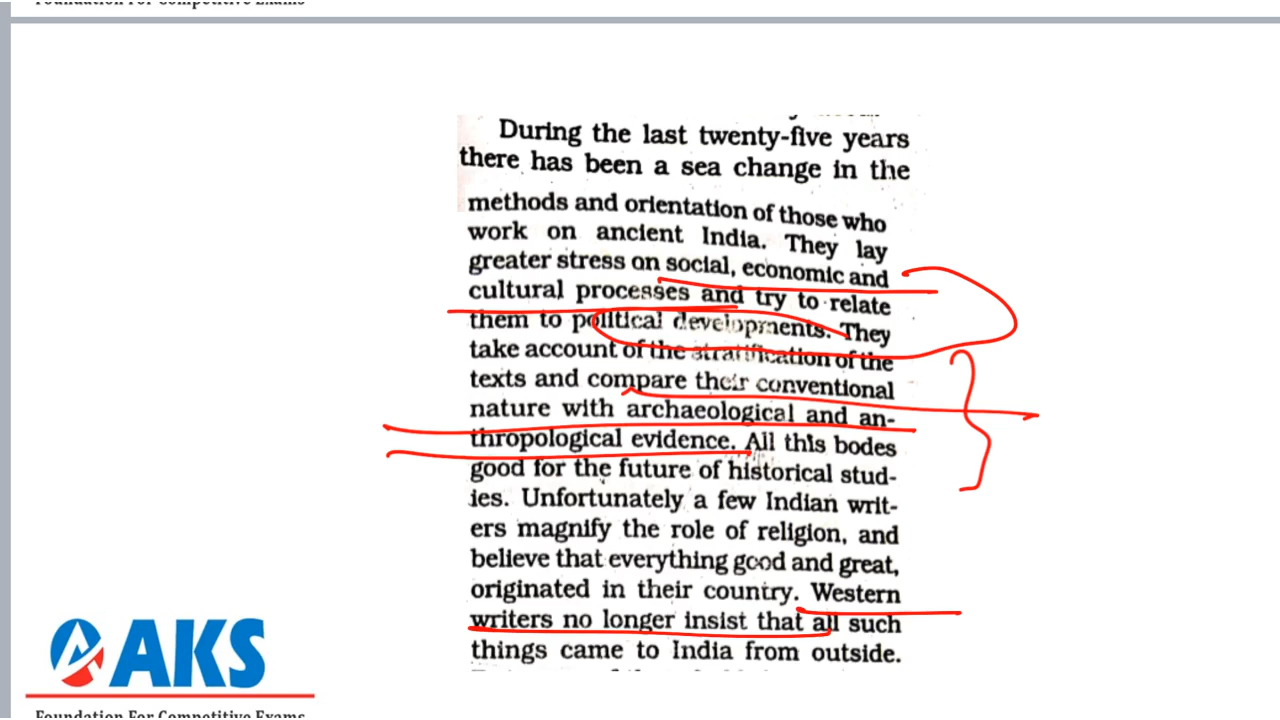 Foundation For Competitive Exams
During the last twenty-five years
there has been a sea change in the
methods and orientation of those who
work on ancient India. They lay
greater stress on social, economic and
cultural processes and try to relate
them to political developments. They
take account of the stratification of the
texts and compare their conventional
nature with archaeological and an-
thropological evidence. All this bodes
good for the future of historical stud-
ies. Unfortunately a few Indian writ-
ers magnify the role of religion, and
believe that everything good and great,
originated in their country. Western
writers no longer insist that all such
things came to India from outside.
AKS
Foundation For Competitive Exams